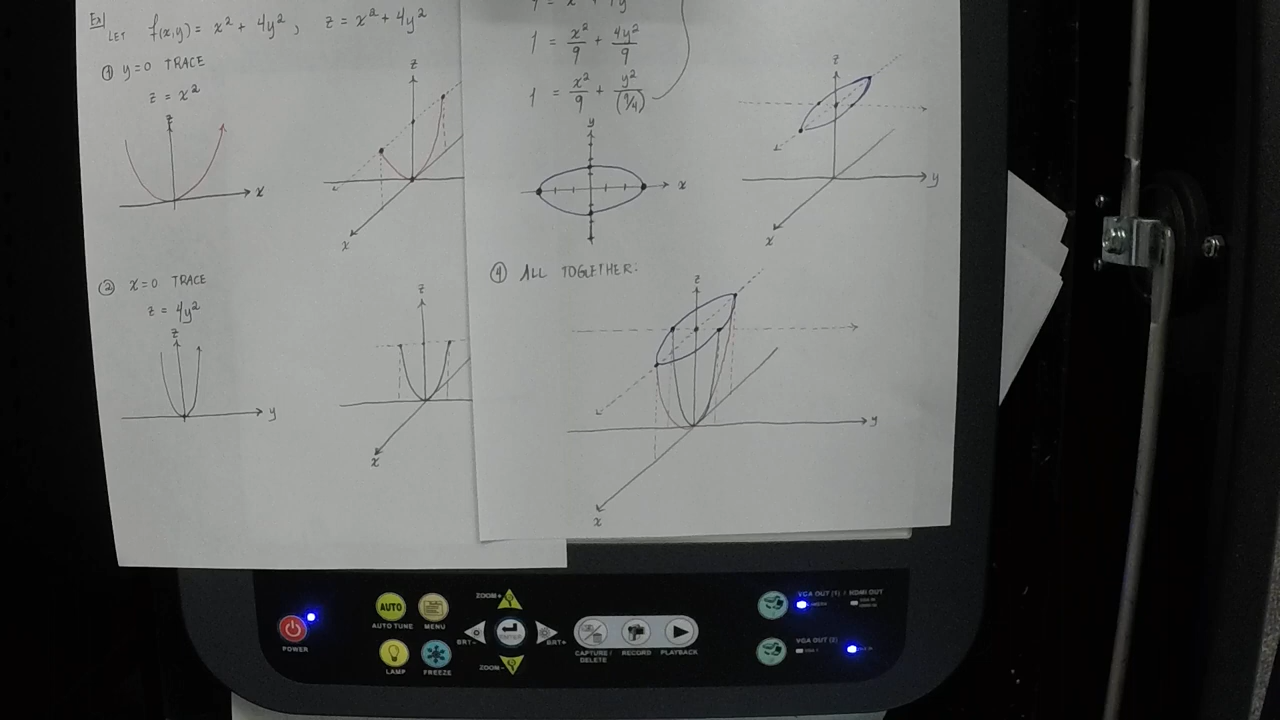 Ex) LET f(x,y) = x² + 4y² , z = x² + 4y²
① y=0 TRACE
z = x²
z
x
z
x
② x=0 TRACE
z = 4y²
z
y
z
x
1 = x²/9 + 4y²/9
1 = x²/9 + y²/(9/4)
y
x
z
y
x
④ ALL TOGETHER:
z
y
x
POWER
AUTO
AUTO TUNE
MENU
LAMP
FREEZE
ZOOM+
BRT-
ENTER
BRT+
ZOOM-
CAPTURE / DELETE
RECORD
PLAYBACK
VGA OUT (1) / HDMI OUT
VGA OUT (2)